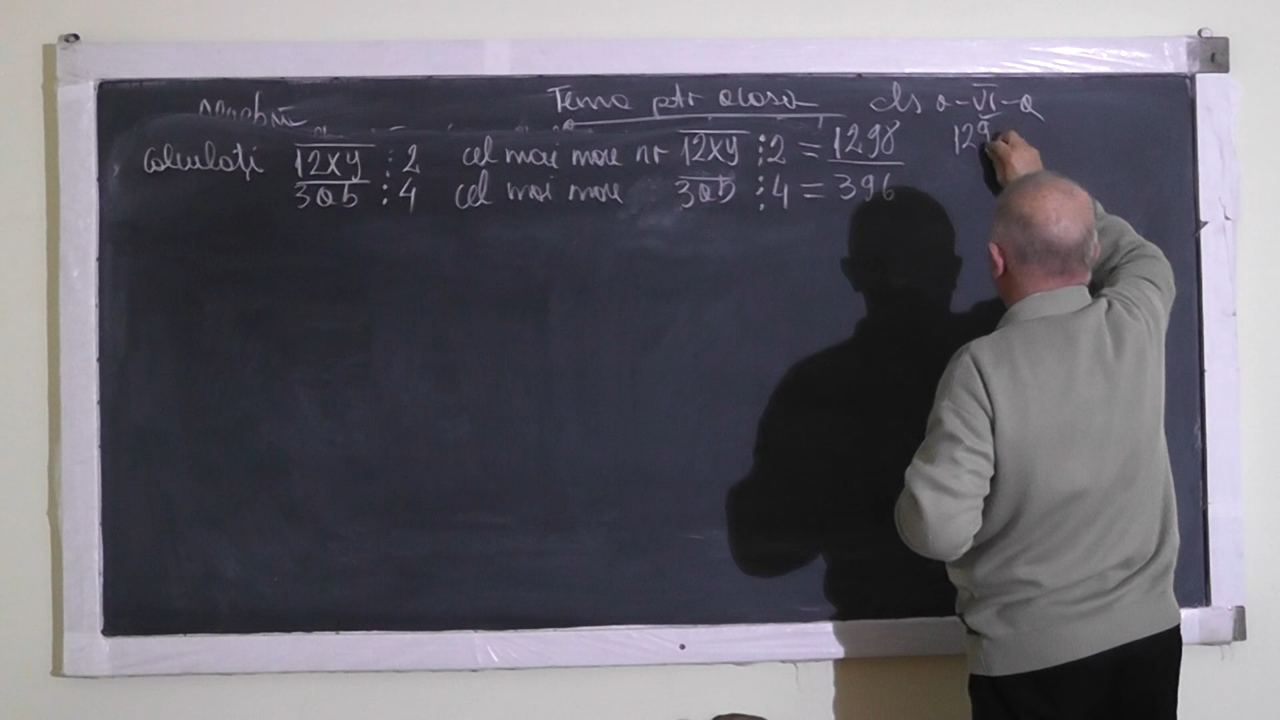 Tema ptr acasa cls a-VI-a
Calculaţi 12xy ⋮ 2 cel mai mare nr 12xy ⋮ 2 = 1298 129
3ab ⋮ 4 cel mai mare 3ab ⋮ 4 = 396